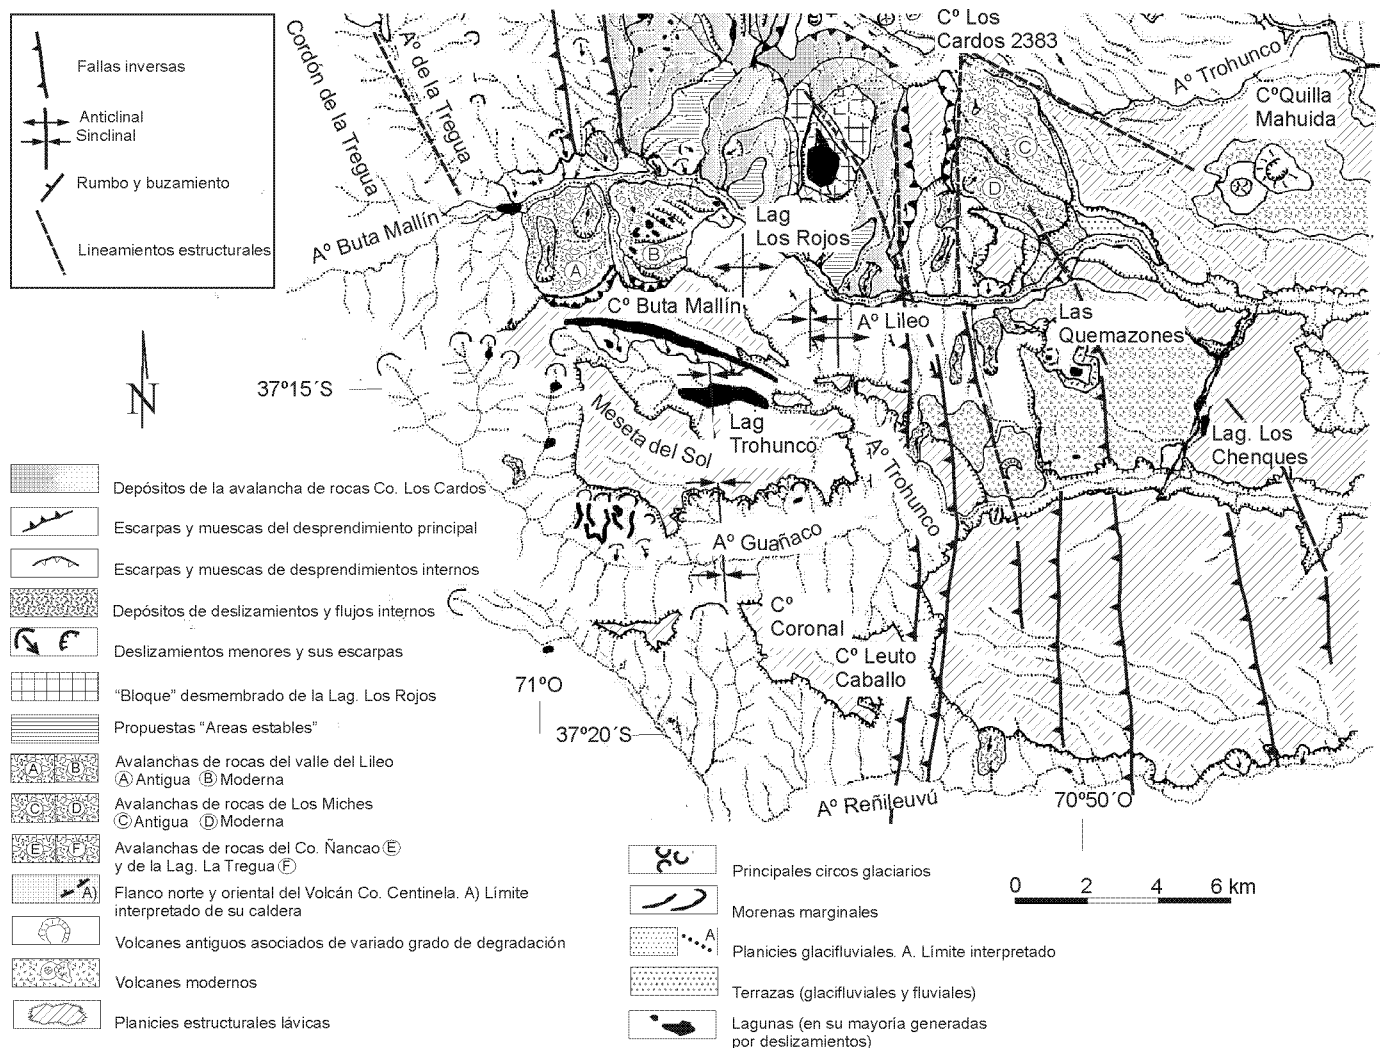 Fallas inversas
Anticlinal
Sinclinal
Rumbo y buzamiento
Lineamientos estructurales
Cordón de la Tregua
Aº de la Tregua
Aº Buta Mallín
Cº Los
Cardos 2383
Aº Trohunco
CºQuilla
Mahuida
C
D
A
B
Lag
Los Rojos
Cº Buta Mallín
Aº Lileo
Las
Quemazones
37º15´S
N
Meseta del Sol
Lag
Trohunco
Aº Trohunco
Lag. Los
Chenques
Aº Guañaco
Cº
Coronal
Cº Leuto
Caballo
71º O
37º20´S
Aº Reñileuvú
70º50´O
0 2 4 6 km
Depósitos de la avalancha de rocas Co. Los Cardos
Escarpas y muescas del desprendimiento principal
Escarpas y muescas de desprendimientos internos
Depósitos de deslizamientos y flujos internos
Deslizamientos menores y sus escarpas
"Bloque" desmembrado de la Lag. Los Rojos
Propuestas "Areas estables"
A B Avalanchas de rocas del valle del Lileo
A Antigua B Moderna
C D Avalanchas de rocas de Los Miches
C Antigua D Moderna
E F Avalanchas de rocas del Co. Ñancao E
y de la Lag. La Tregua F
A) Flanco norte y oriental del Volcán Co. Centinela. A) Límite
interpretado de su caldera
Volcanes antiguos asociados de variado grado de degradación
Volcanes modernos
Planicies estructurales lávicas
Principales circos glaciarios
Morenas marginales
A Planicies glacifluviales. A. Límite interpretado
Terrazas (glacifluviales y fluviales)
Lagunas (en su mayoría generadas
por deslizamientos)